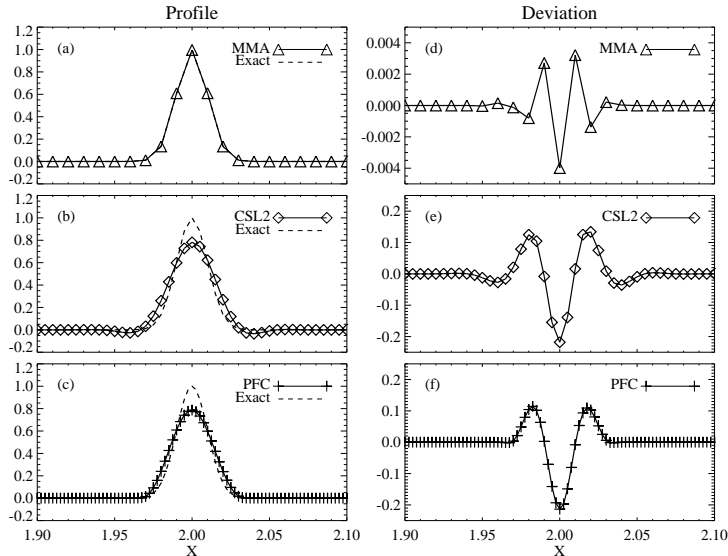 Profile
Deviation
(a)
MMA
Exact
1.2
1.0
0.8
0.6
0.4
0.2
0.0
-0.2
(d)
MMA
0.004
0.002
0.000
-0.002
-0.004
(b)
CSL2
Exact
1.2
1.0
0.8
0.6
0.4
0.2
0.0
-0.2
(e)
CSL2
0.2
0.1
0.0
-0.1
-0.2
(c)
PFC
Exact
1.2
1.0
0.8
0.6
0.4
0.2
0.0
-0.2
1.90 1.95 2.00 2.05 2.10
X
(f)
PFC
0.2
0.1
0.0
-0.1
-0.2
1.90 1.95 2.00 2.05 2.10
X